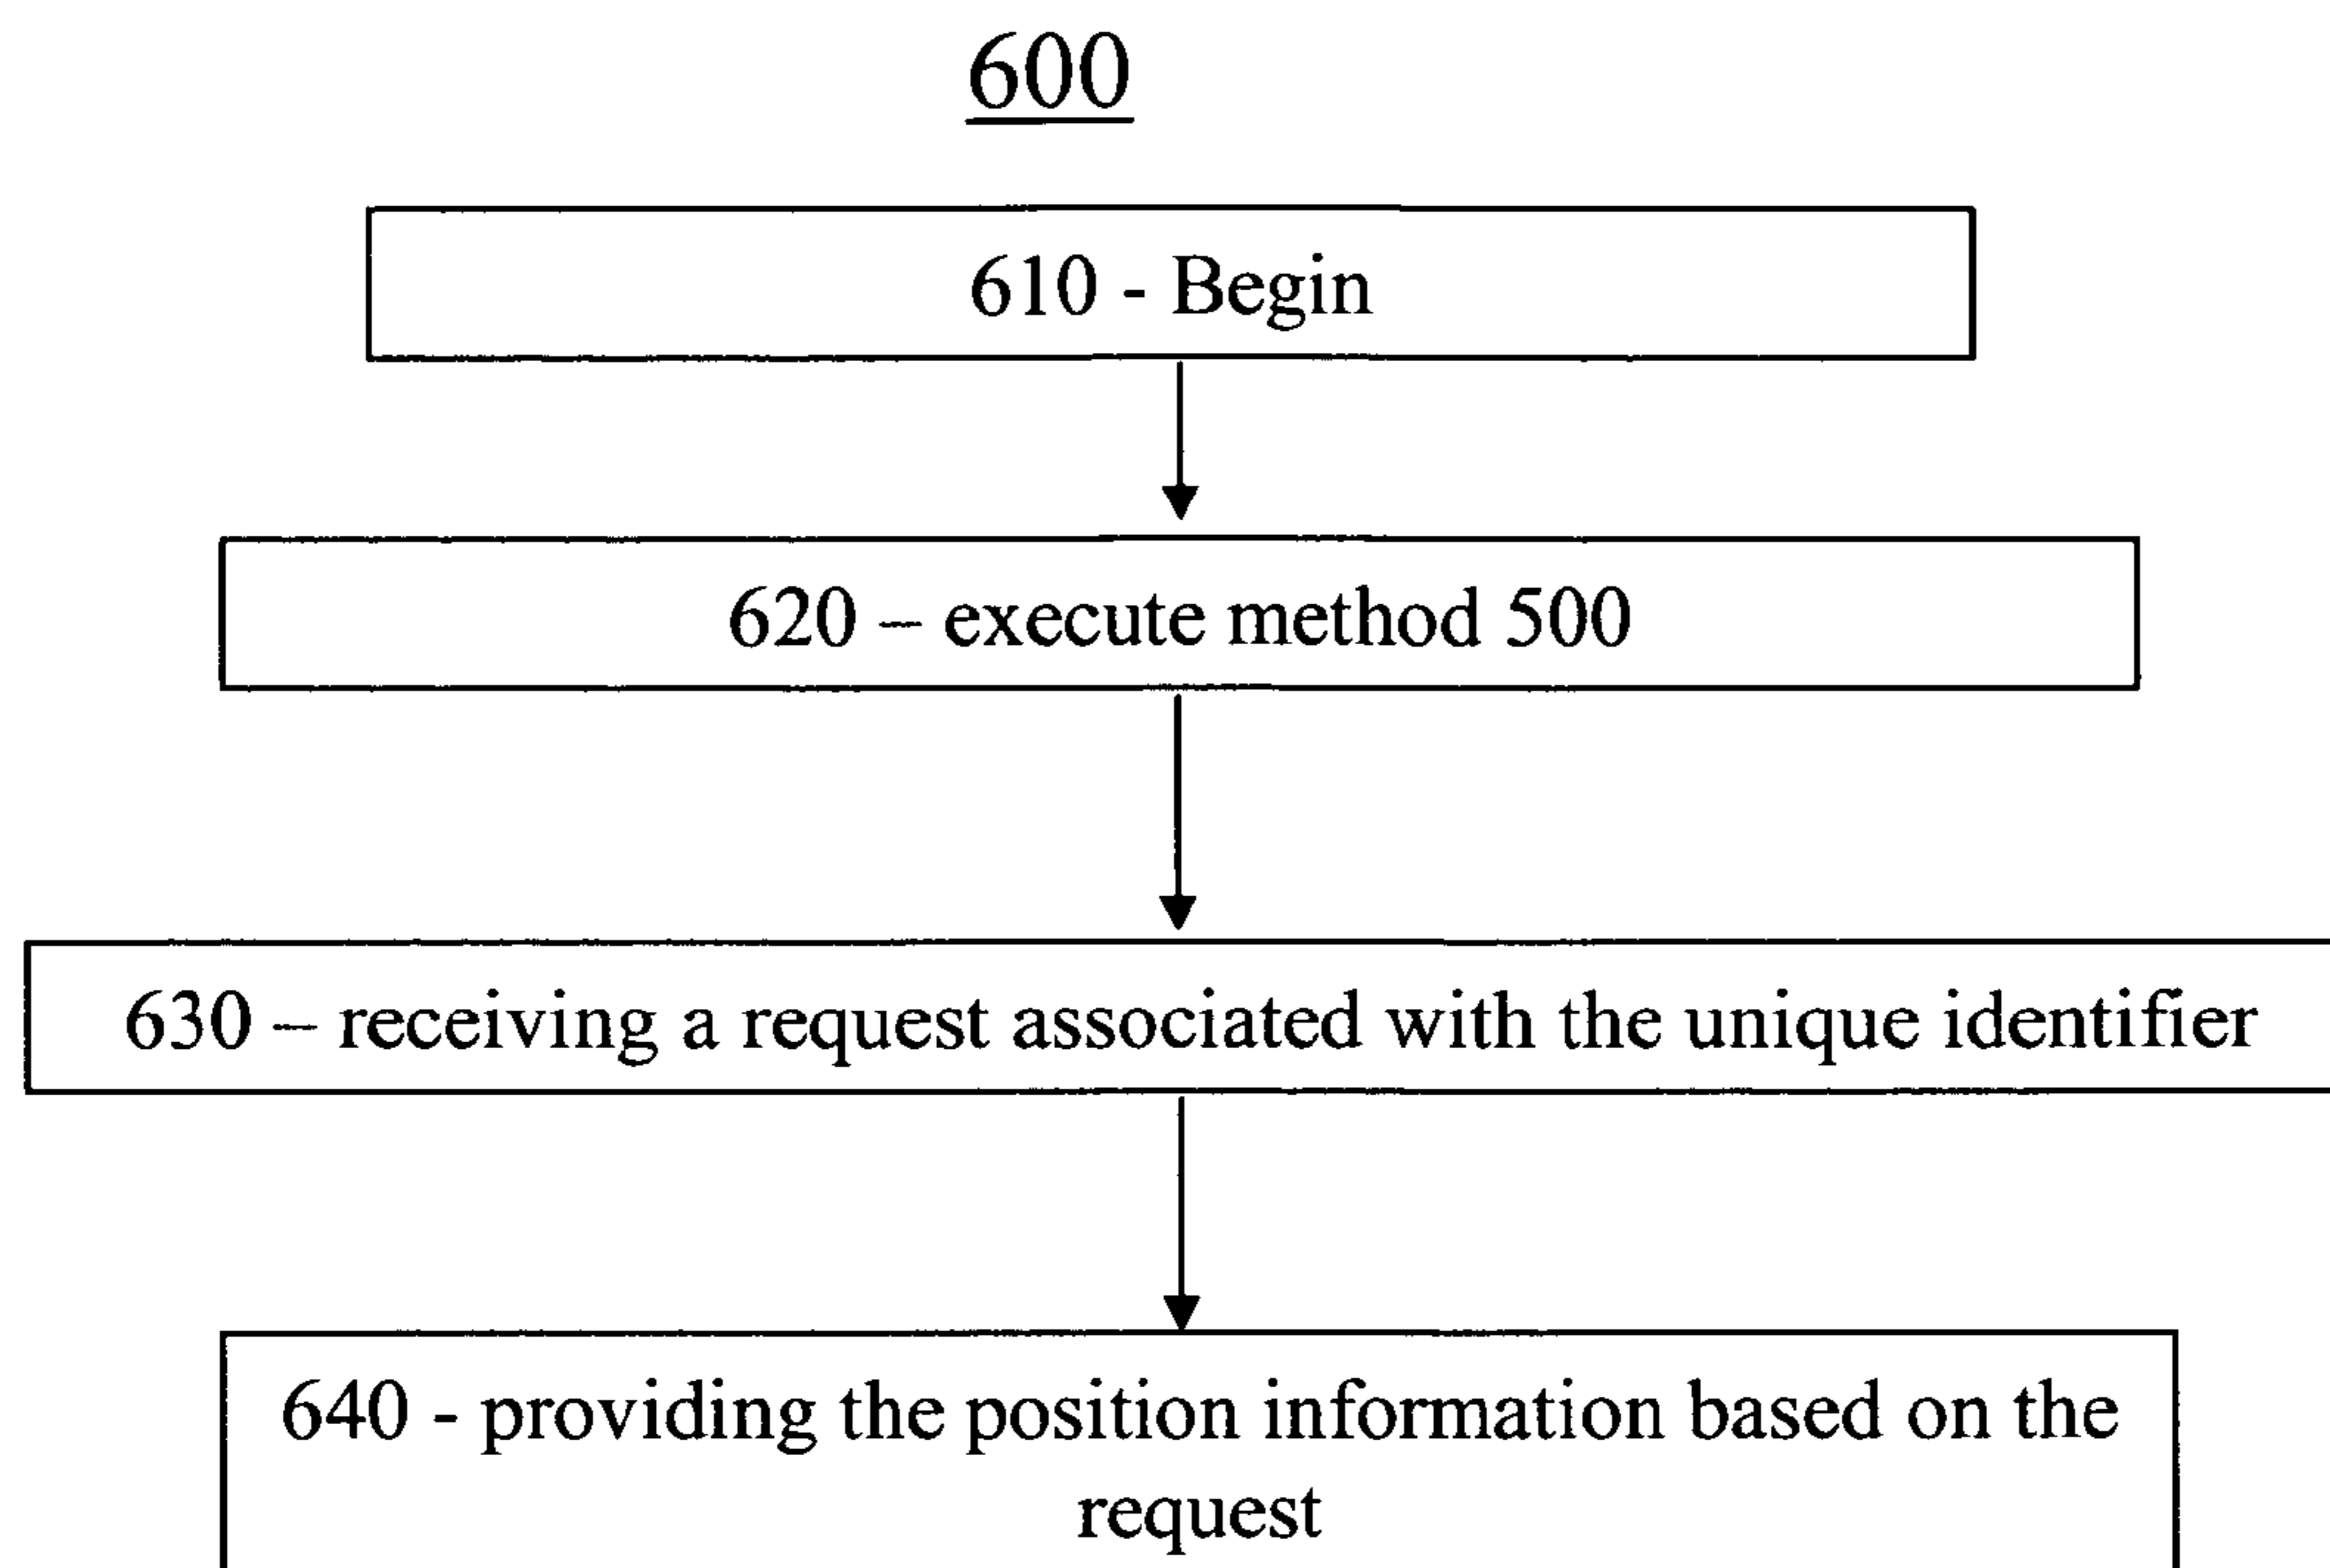 600
610 - Begin
620 – execute method 500
630 – receiving a request associated with the unique identifier
640 - providing the position information based on the
request